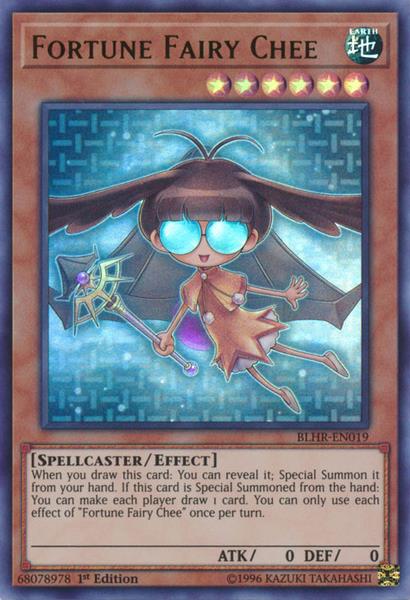 FORTUNE FAIRY CHEE
EARTH
地
BLHR-EN019
[SPELLCASTER/EFFECT]
When you draw this card: You can reveal it; Special Summon it
from your hand. If this card is Special Summoned from the hand:
You can make each player draw 1 card. You can only use each
effect of "Fortune Fairy Chee" once per turn.
ATK/ 0 DEF/ 0
68078978 1st Edition ©1996 KAZUKI TAKAHASHI